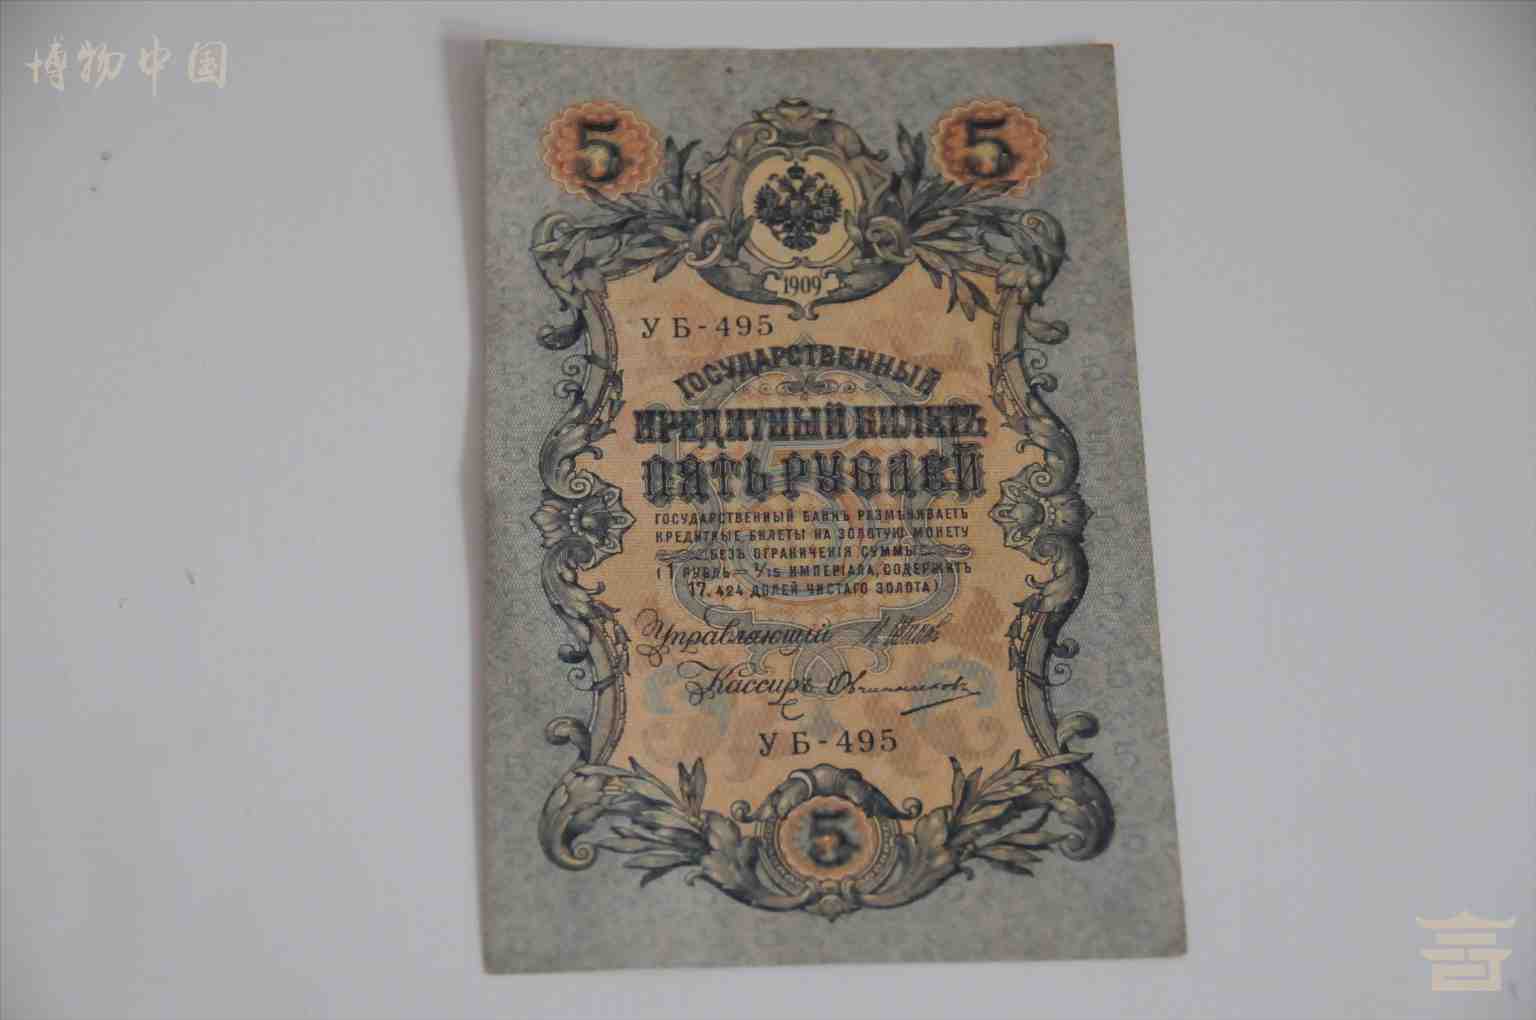 博物中国
5 5
1909
УБ-495
ГОСУДАРСТВЕННЫЙ
КРЕДИТНЫЙ БИЛЕТЪ
ПЯТЬ РУБЛЕЙ
ГОСУДАРСТВЕННЫЙ БАНКЪ РАЗМѢНИВАЕТЪ
КРЕДИТНЫЕ БИЛЕТЫ НА ЗОЛОТУЮ МОНЕТУ
БЕЗЪ ОГРАНИЧЕНІЯ СУММЫ
(1 РУБЛЬ = 1/15 ИМПЕРІАЛА, СОДЕРЖИТЪ
17,424 ДОЛЕЙ ЧИСТАГО ЗОЛОТА)
Управляющій
Кассиръ Овчинниковъ
УБ-495
5